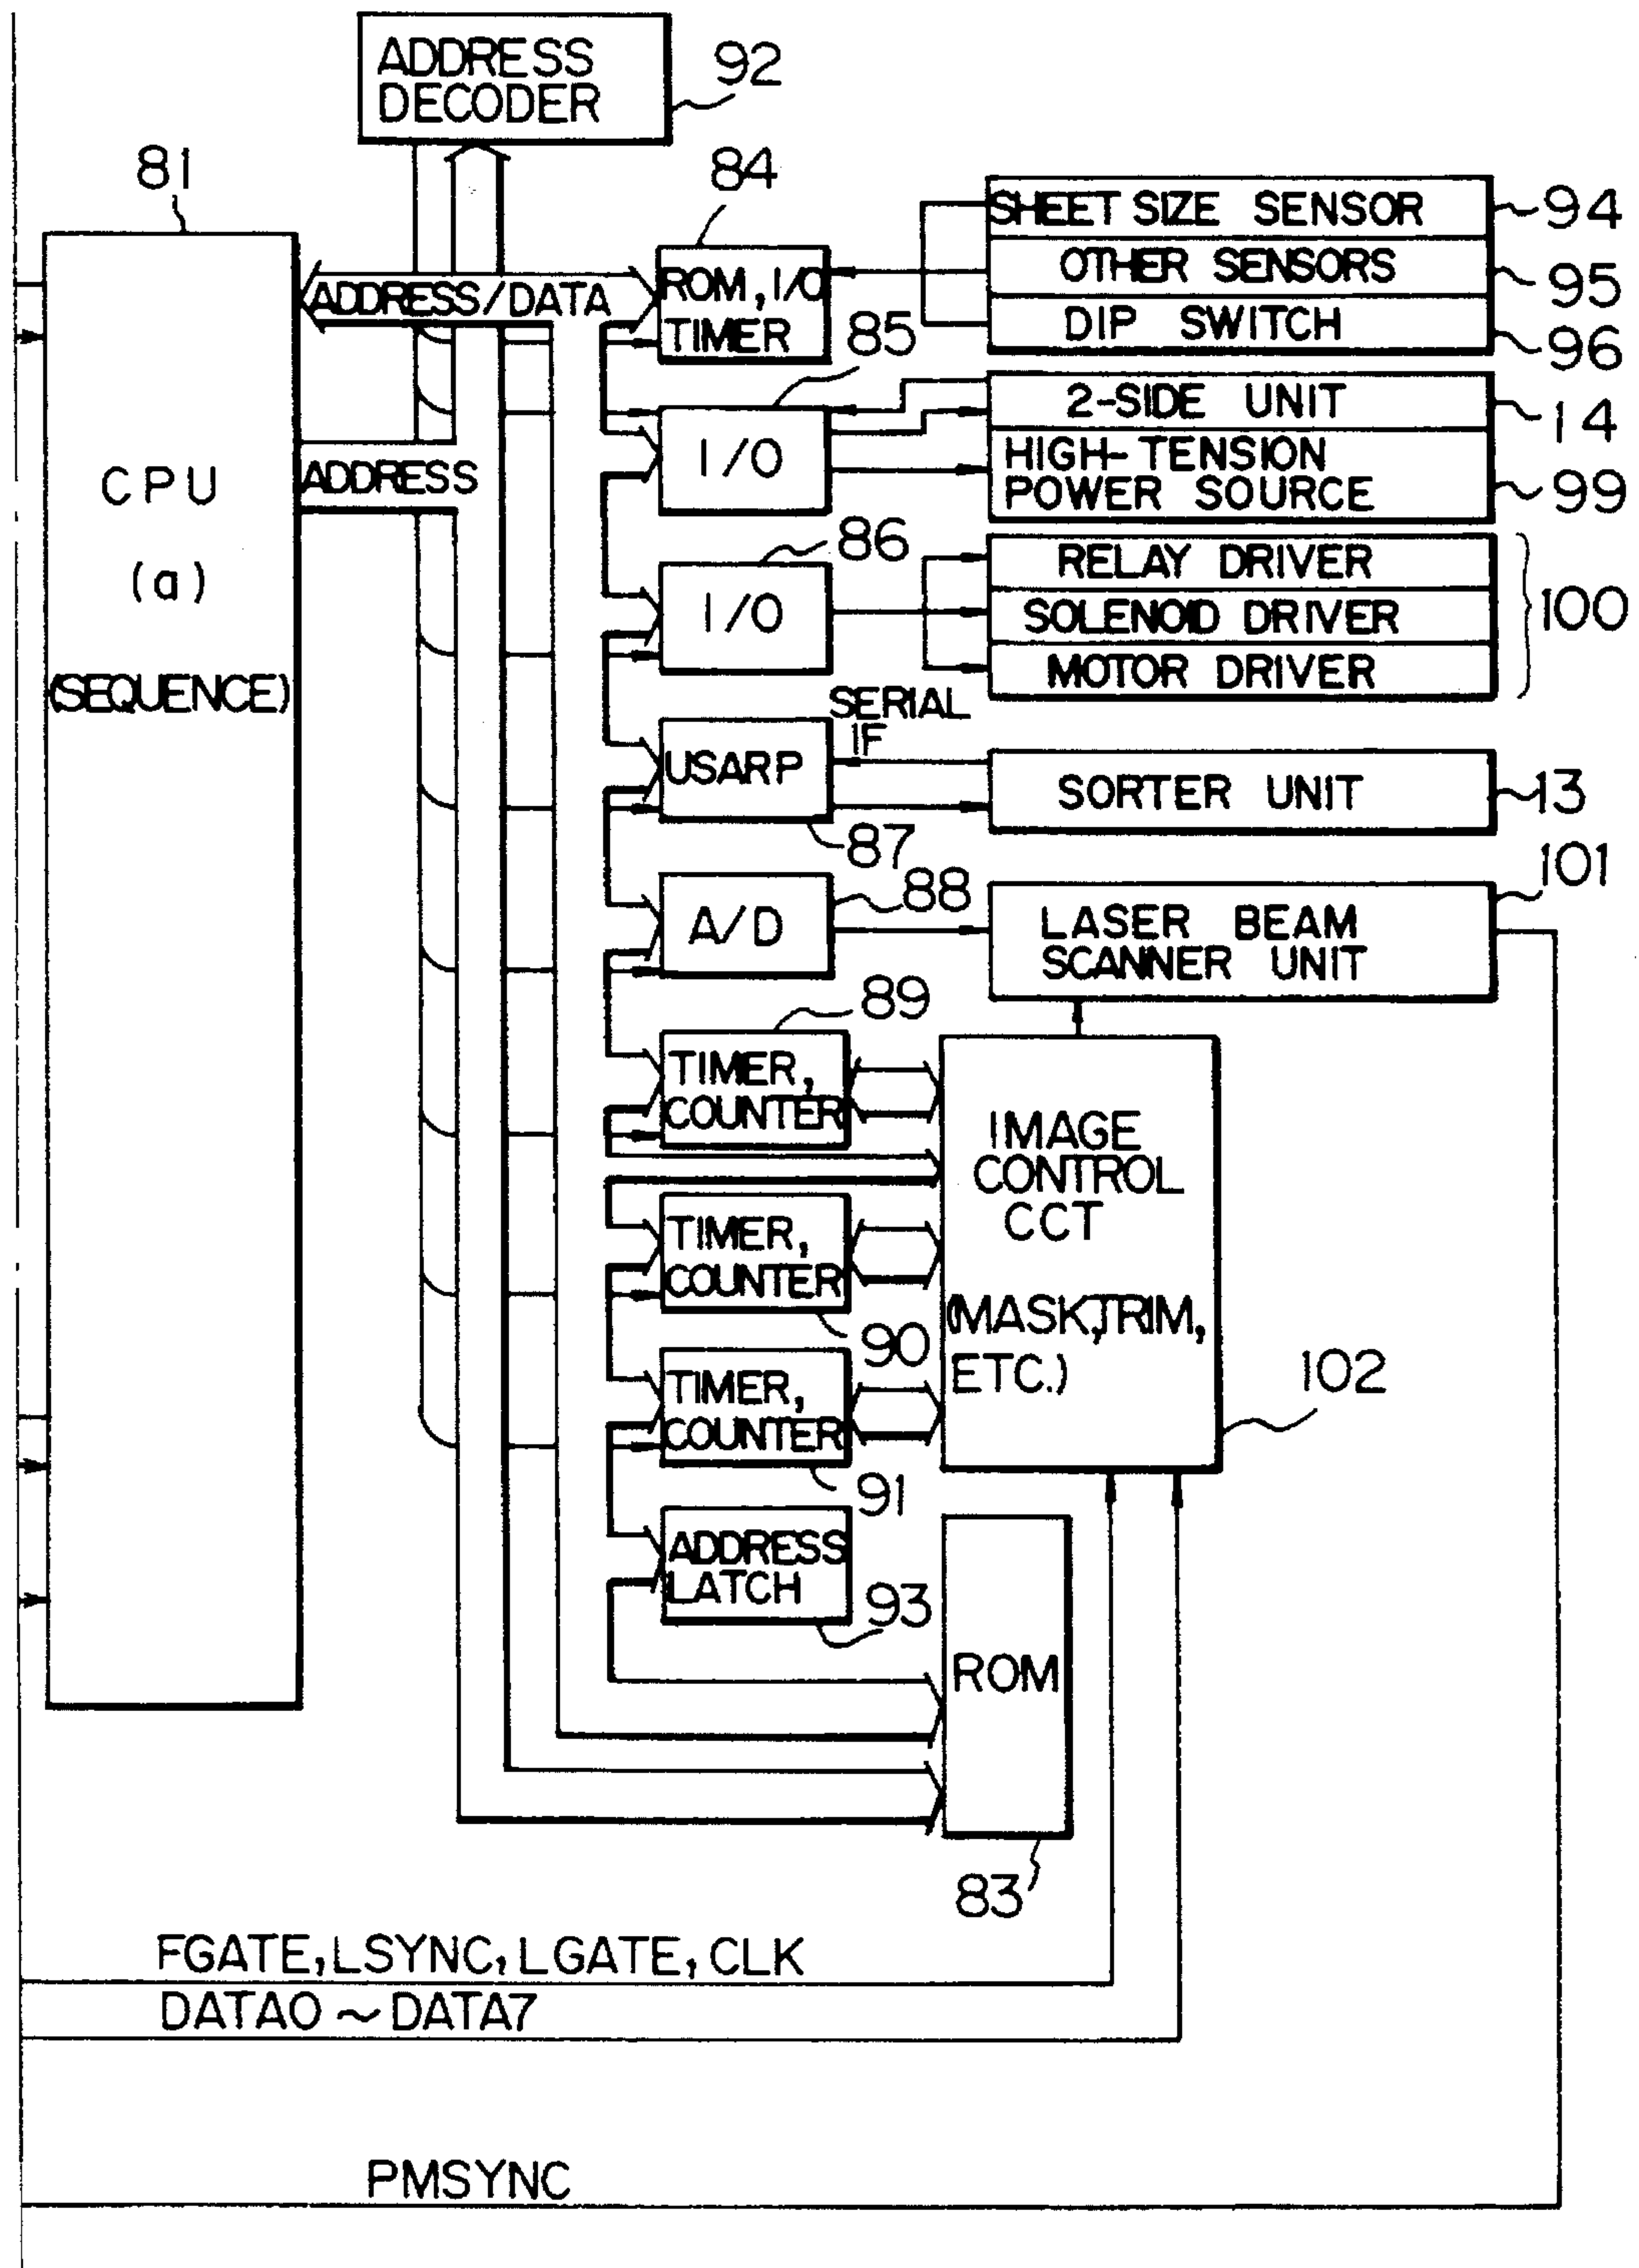 ADDRESS
DECODER
92
81
84
SHEET SIZE SENSOR
94
OTHER SENSORS
95
DIP SWITCH
96
ADDRESS/DATA
ROM, I/O
TIMER
85
2-SIDE UNIT
14
HIGH-TENSION
POWER SOURCE
99
I/O
ADDRESS
CPU
(a)
(SEQUENCE)
86
I/O
RELAY DRIVER
SOLENOID DRIVER
MOTOR DRIVER
100
SERIAL
IF
USARP
87
SORTER UNIT
13
88
A/D
LASER BEAM
SCANNER UNIT
101
89
TIMER,
COUNTER
IMAGE
CONTROL
CCT
(MASK,TRIM,
ETC.)
102
TIMER,
COUNTER
90
TIMER,
COUNTER
91
ADDRESS
LATCH
93
ROM
83
FGATE, LSYNC, LGATE, CLK
DATA0 ~ DATA7
PMSYNC